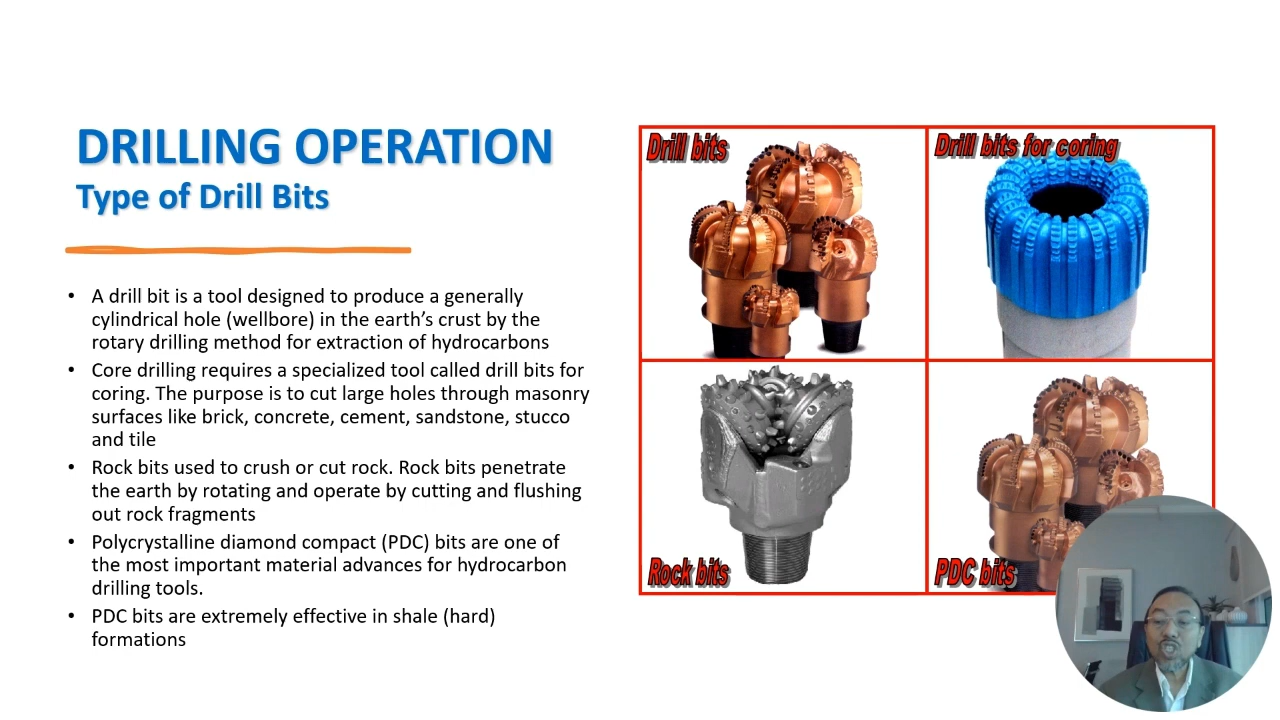 DRILLING OPERATION
Type of Drill Bits
• A drill bit is a tool designed to produce a generally
cylindrical hole (wellbore) in the earth’s crust by the
rotary drilling method for extraction of hydrocarbons
• Core drilling requires a specialized tool called drill bits for
coring. The purpose is to cut large holes through masonry
surfaces like brick, concrete, cement, sandstone, stucco
and tile
• Rock bits used to crush or cut rock. Rock bits penetrate
the earth by rotating and operate by cutting and flushing
out rock fragments
• Polycrystalline diamond compact (PDC) bits are one of
the most important material advances for hydrocarbon
drilling tools.
• PDC bits are extremely effective in shale (hard)
formations
Drill bits
Drill bits for coring
Rock bits
PDC bits